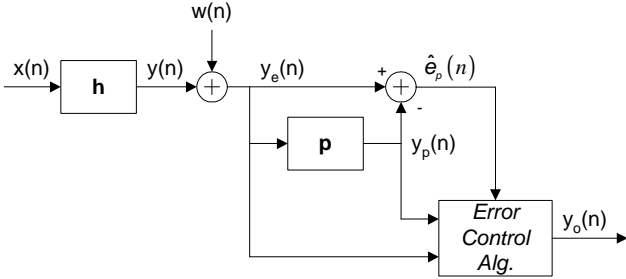 w(n)
x(n)
h
y(n)
+
y_e(n)
+
+
-
ê_p(n)
p
y_p(n)
Error
Control
Alg.
y_o(n)